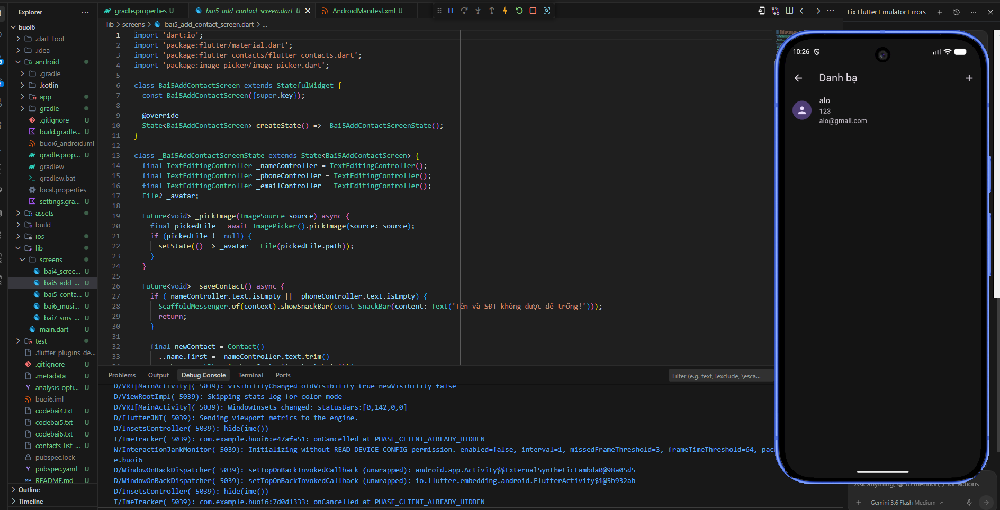 Explorer
buoi6
.dart_tool
.idea
android
.gradle
.kotlin
app
gradle
.gitignore U
build.gradle... U
buoi6_android.iml
gradle.prop... U
gradlew
gradlew.bat
local.properties
settings.gra... U
assets
build
ios
lib
screens
bai4_scree... U
bai5_add_... U
bai5_conta... U
bai6_musi... U
bai7_sms_... U
main.dart U
test
.flutter-plugins-de...
.gitignore U
.metadata U
analysis_opti... U
buoi6.iml
codebai4.txt U
codebai5.txt U
codebai6.txt U
contacts_list_... U
pubspec.lock
pubspec.yaml U
README.md U
Outline
Timeline
gradle.properties U
bai5_add_contact_screen.dart U
AndroidManifest.xml U
lib > screens > bai5_add_contact_screen.dart > ...
1 import 'dart:io';
2 import 'package:flutter/material.dart';
3 import 'package:flutter_contacts/flutter_contacts.dart';
4 import 'package:image_picker/image_picker.dart';
5
6 class Bai5AddContactScreen extends StatefulWidget {
7 const Bai5AddContactScreen({super.key});
8
9 @override
10 State<Bai5AddContactScreen> createState() => _Bai5AddContactScreenState();
11 }
12
13 class _Bai5AddContactScreenState extends State<Bai5AddContactScreen> {
14 final TextEditingController _nameController = TextEditingController();
15 final TextEditingController _phoneController = TextEditingController();
16 final TextEditingController _emailController = TextEditingController();
17 File? _avatar;
18
19 Future<void> _pickImage(ImageSource source) async {
20 final pickedFile = await ImagePicker().pickImage(source: source);
21 if (pickedFile != null) {
22 setState(() => _avatar = File(pickedFile.path));
23 }
24 }
25
26 Future<void> _saveContact() async {
27 if (_nameController.text.isEmpty || _phoneController.text.isEmpty) {
28 ScaffoldMessenger.of(context).showSnackBar(const SnackBar(content: Text('Tên và SĐT không được để trống!')));
29 return;
30 }
31
32 final newContact = Contact()
33 ..name.first = _nameController.text.trim()
Problems Output Debug Console Terminal Ports
Filter (e.g. text, !exclude, \esca...
D/VRI[MainActivity]( 5039): visibilityChanged oldVisibility=true newVisibility=false
D/ViewRootImpl( 5039): Skipping stats log for color mode
D/VRI[MainActivity]( 5039): WindowInsets changed: statusBars:[0,142,0,0]
D/FlutterJNI( 5039): Sending viewport metrics to the engine.
D/InsetsController( 5039): hide(ime())
I/ImeTracker( 5039): com.example.buoi6:e47afa51: onCancelled at PHASE_CLIENT_ALREADY_HIDDEN
W/InteractionJankMonitor( 5039): Initializing without READ_DEVICE_CONFIG permission. enabled=false, interval=1, missedFrameThreshold=3, frameTimeThreshold=64, pac
e.buoi6
D/WindowOnBackDispatcher( 5039): setTopOnBackInvokedCallback (unwrapped): android.app.Activity$$ExternalSyntheticLambda0@98a05d5
D/WindowOnBackDispatcher( 5039): setTopOnBackInvokedCallback (unwrapped): io.flutter.embedding.android.FlutterActivity$1@5b932ab
D/InsetsController( 5039): hide(ime())
I/ImeTracker( 5039): com.example.buoi6:7d0d1333: onCancelled at PHASE_CLIENT_ALREADY_HIDDEN
Fix Flutter Emulator Errors
10:26
Danh bạ
alo
123
alo@gmail.com
Ask anything, @ to mention, / for actions
Gemini 3.6 Flash Medium